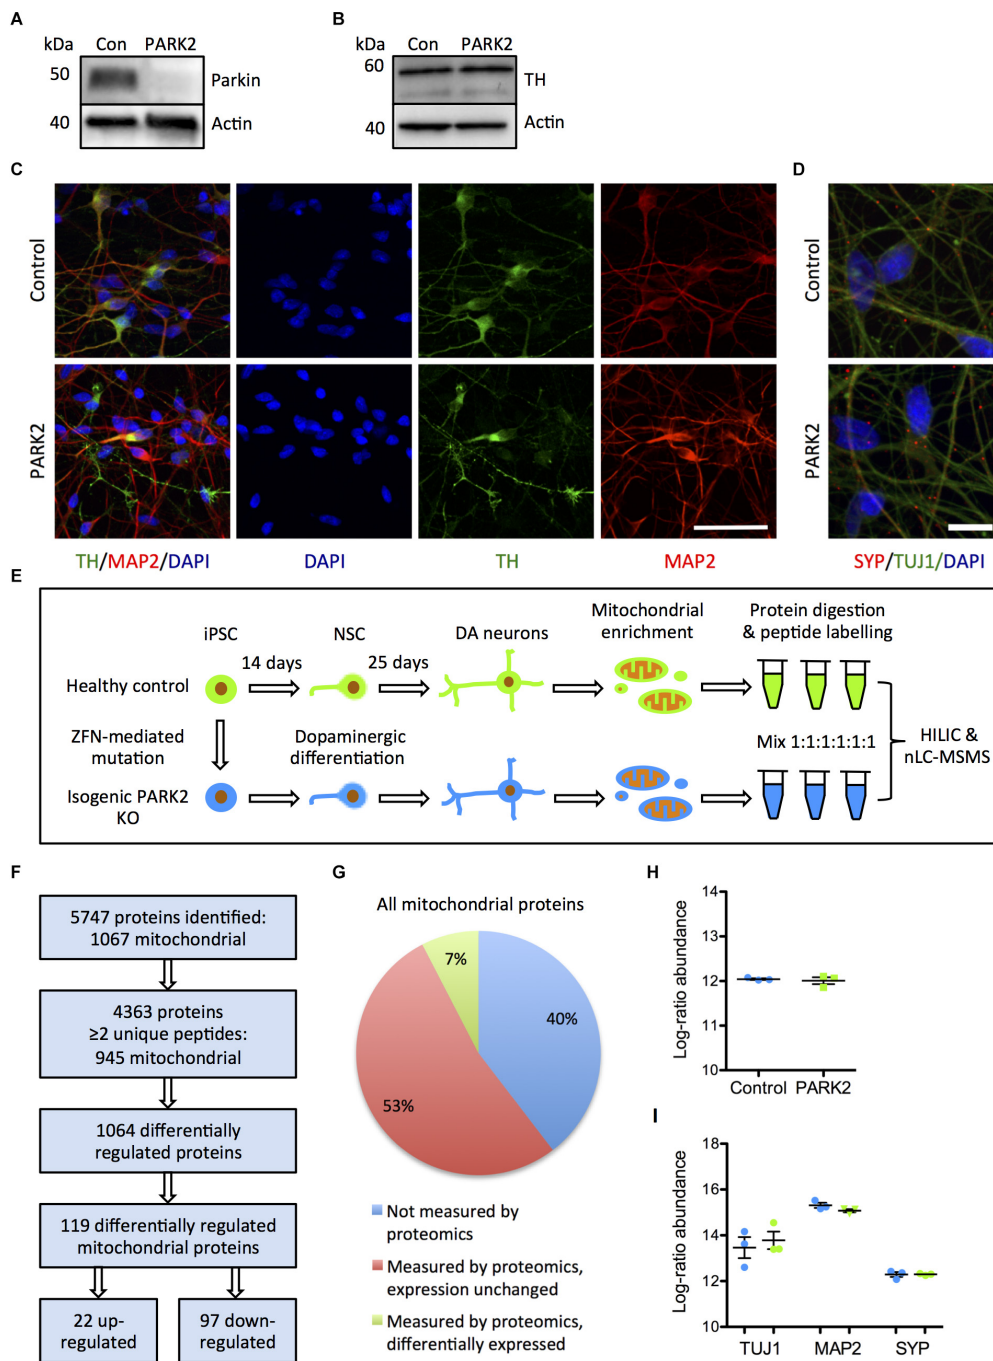 A
B
kDa Con PARK2
kDa Con PARK2
50 Parkin
60 TH
40 Actin
40 Actin
C
D
Control
Control
PARK2
PARK2
TH/MAP2/DAPI DAPI TH MAP2 SYP/TUJ1/DAPI
E
iPSC NSC DA neurons Mitochondrial
enrichment
Protein digestion
& peptide labelling
14 days 25 days
Healthy control
ZFN-mediated
mutation
Dopaminergic
differentiation
Mix 1:1:1:1:1:1
HILIC &
nLC-MSMS
Isogenic PARK2
KO
F
5747 proteins identified:
1067 mitochondrial
4363 proteins
≥2 unique peptides:
945 mitochondrial
1064 differentially
regulated proteins
119 differentially regulated
mitochondrial proteins
22 up-
regulated
97 down-
regulated
G
All mitochondrial proteins
7%
40%
53%
Not measured by
proteomics
Measured by proteomics,
expression unchanged
Measured by proteomics,
differentially expressed
H
Log-ratio abundance
14
13
12
11
10
Control PARK2
I
Log-ratio abundance
18
16
14
12
10
TUJ1 MAP2 SYP